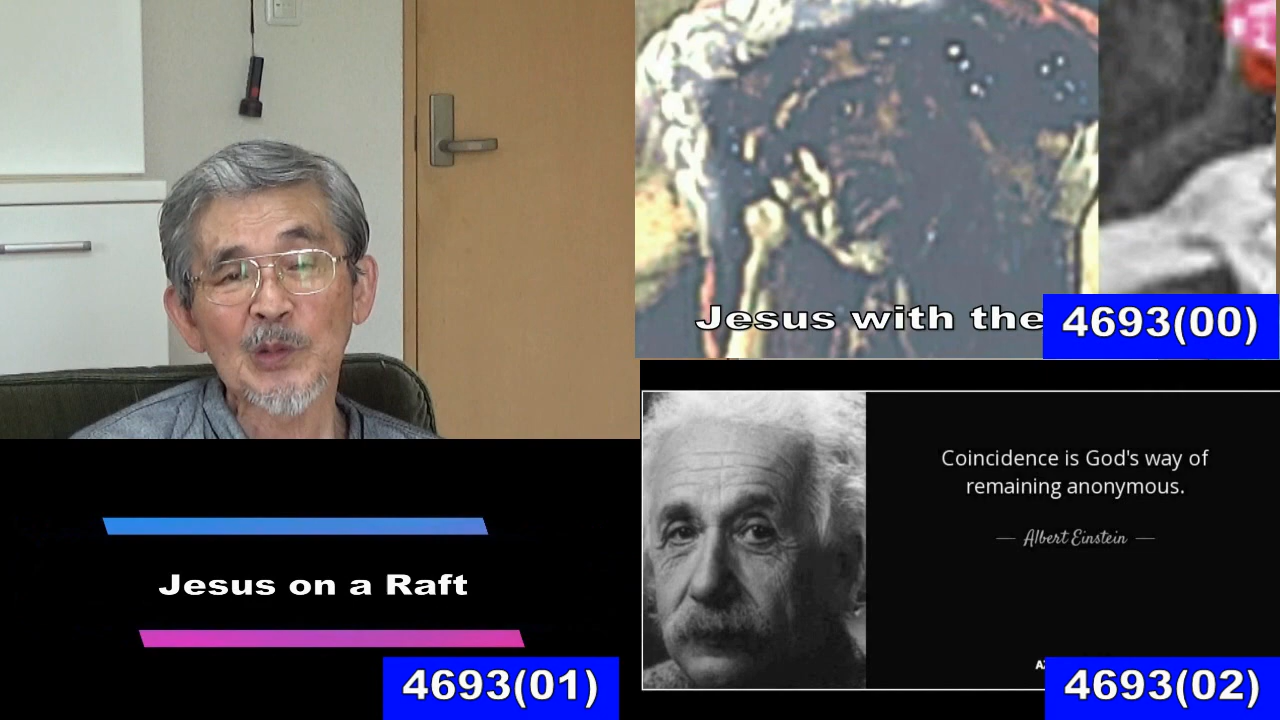 Jesus with the
4693(00)
Coincidence is God's way of
remaining anonymous.
Albert Einstein
Jesus on a Raft
4693(01)
4693(02)